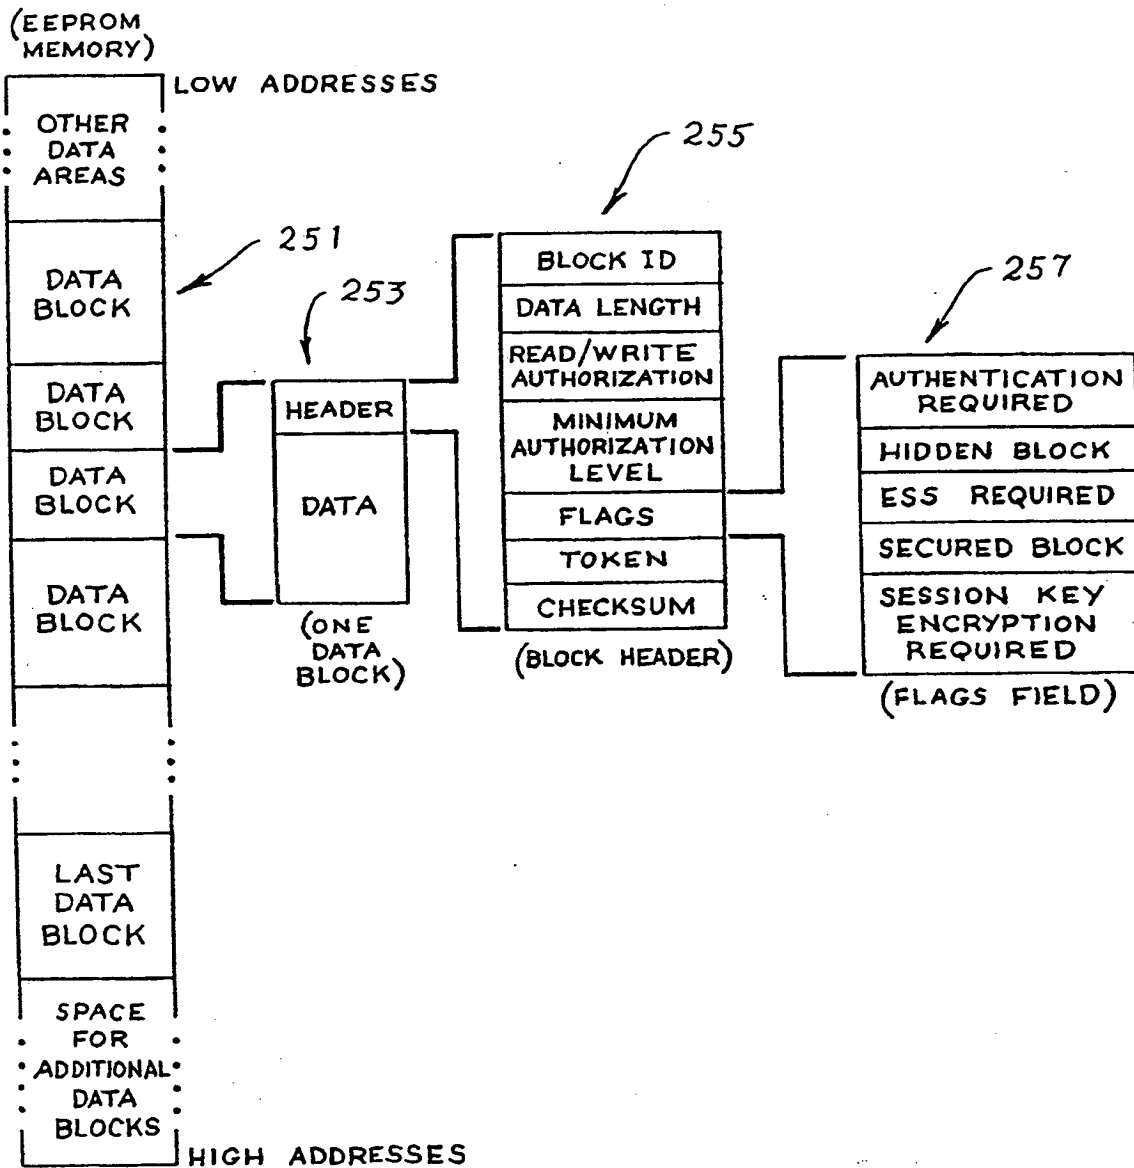 (EEPROM
MEMORY)
LOW ADDRESSES
OTHER
DATA
AREAS
DATA
BLOCK
251
DATA
BLOCK
DATA
BLOCK
DATA
BLOCK
LAST
DATA
BLOCK
SPACE
FOR
ADDITIONAL
DATA
BLOCKS
HIGH ADDRESSES
253
HEADER
DATA
(ONE
DATA
BLOCK)
255
BLOCK ID
DATA LENGTH
READ/WRITE
AUTHORIZATION
MINIMUM
AUTHORIZATION
LEVEL
FLAGS
TOKEN
CHECKSUM
(BLOCK HEADER)
257
AUTHENTICATION
REQUIRED
HIDDEN BLOCK
ESS REQUIRED
SECURED BLOCK
SESSION KEY
ENCRYPTION
REQUIRED
(FLAGS FIELD)